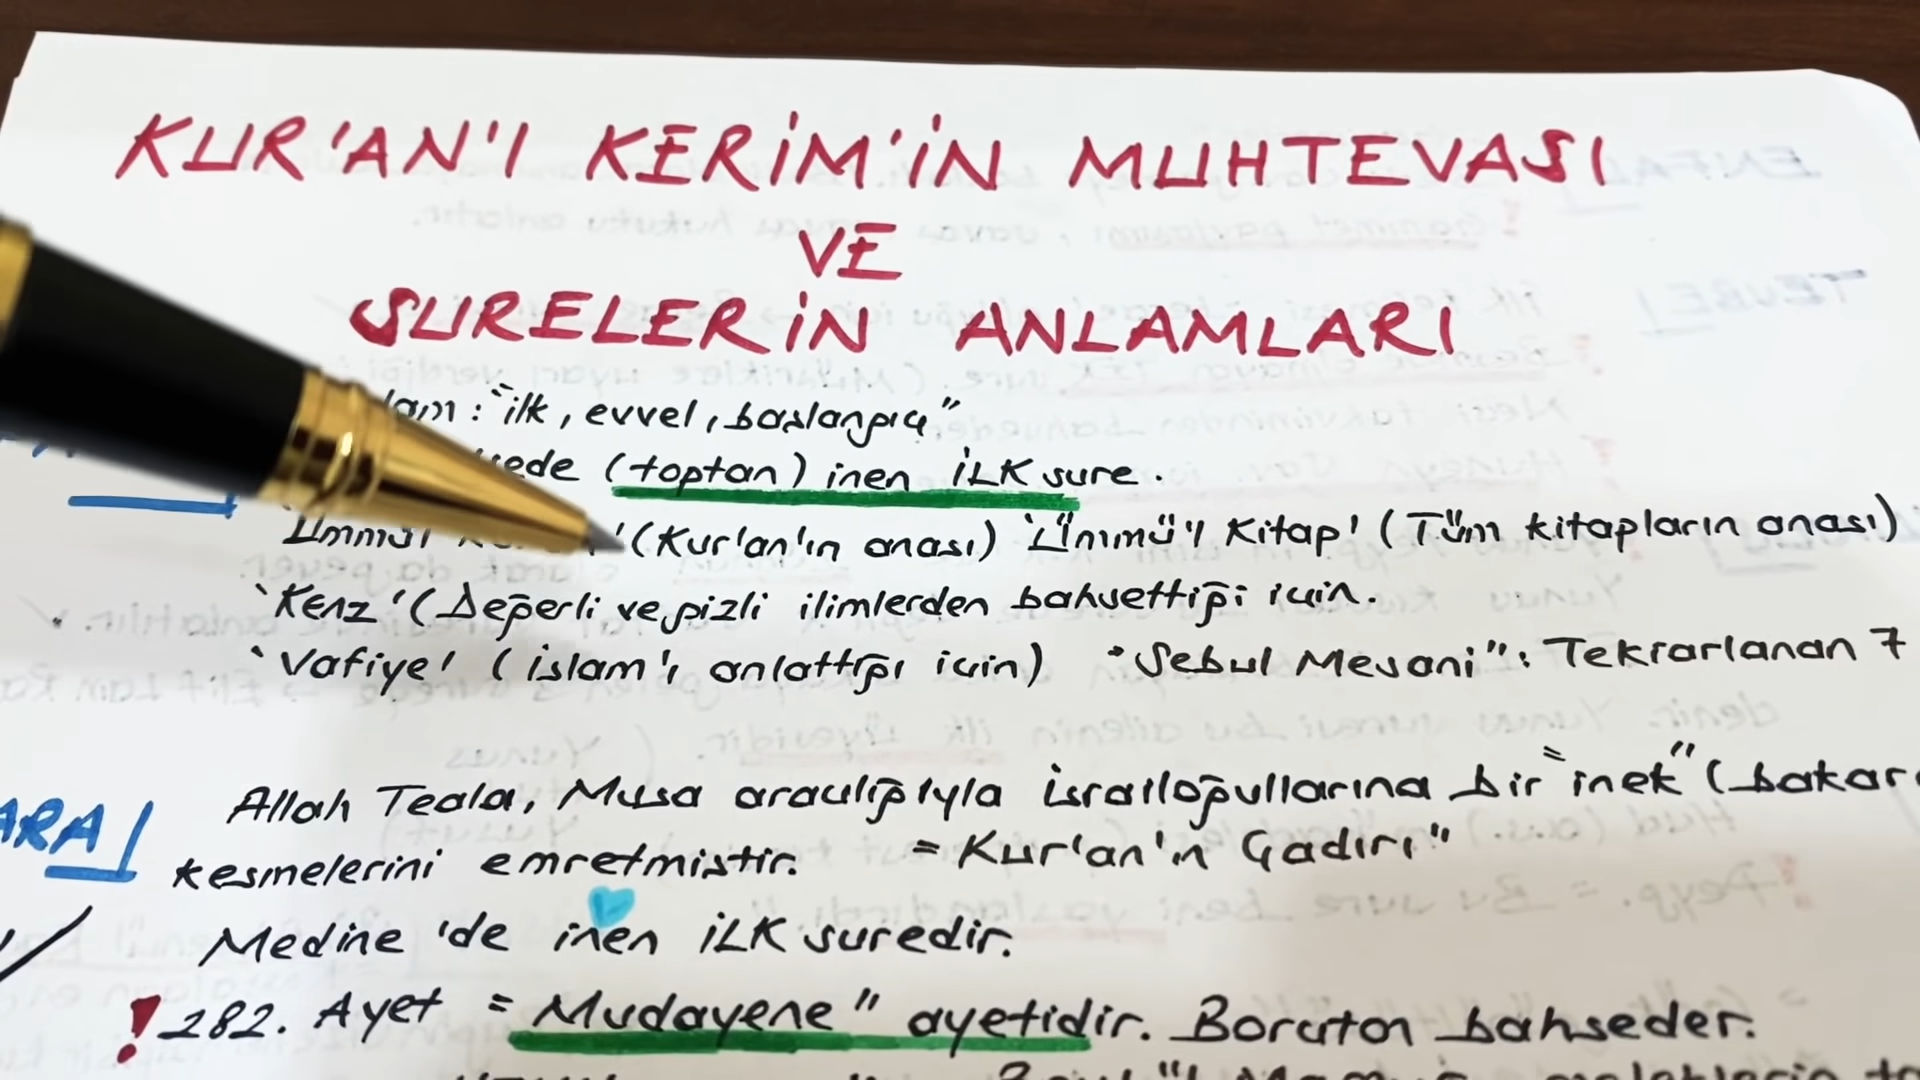 KUR'AN'I KERİM'İN MUHTEVASI
VE
SURELERİN ANLAMLARI
: "ilk, evvel, başlangıç"
(toptan) inen İLK sure.
(Kur'an'ın anası) 'Ümmü'l Kitap' (Tüm kitapların anası)
'Kenz' (Değerli ve gizli ilimlerden bahsettiği için.
'Vafiye' (İslam'ı anlattığı için) "Sebul Mesani": Tekrarlanan 7
Allah Teala, Musa aracılığıyla İsrailoğullarına bir "inek" (bakar
ARA
kesmelerini emretmiştir. "Kur'an'ın Çadırı"
Medine'de inen İLK suredir.
! 282. Ayet "Mudayene" ayetidir. Borçtan bahseder.